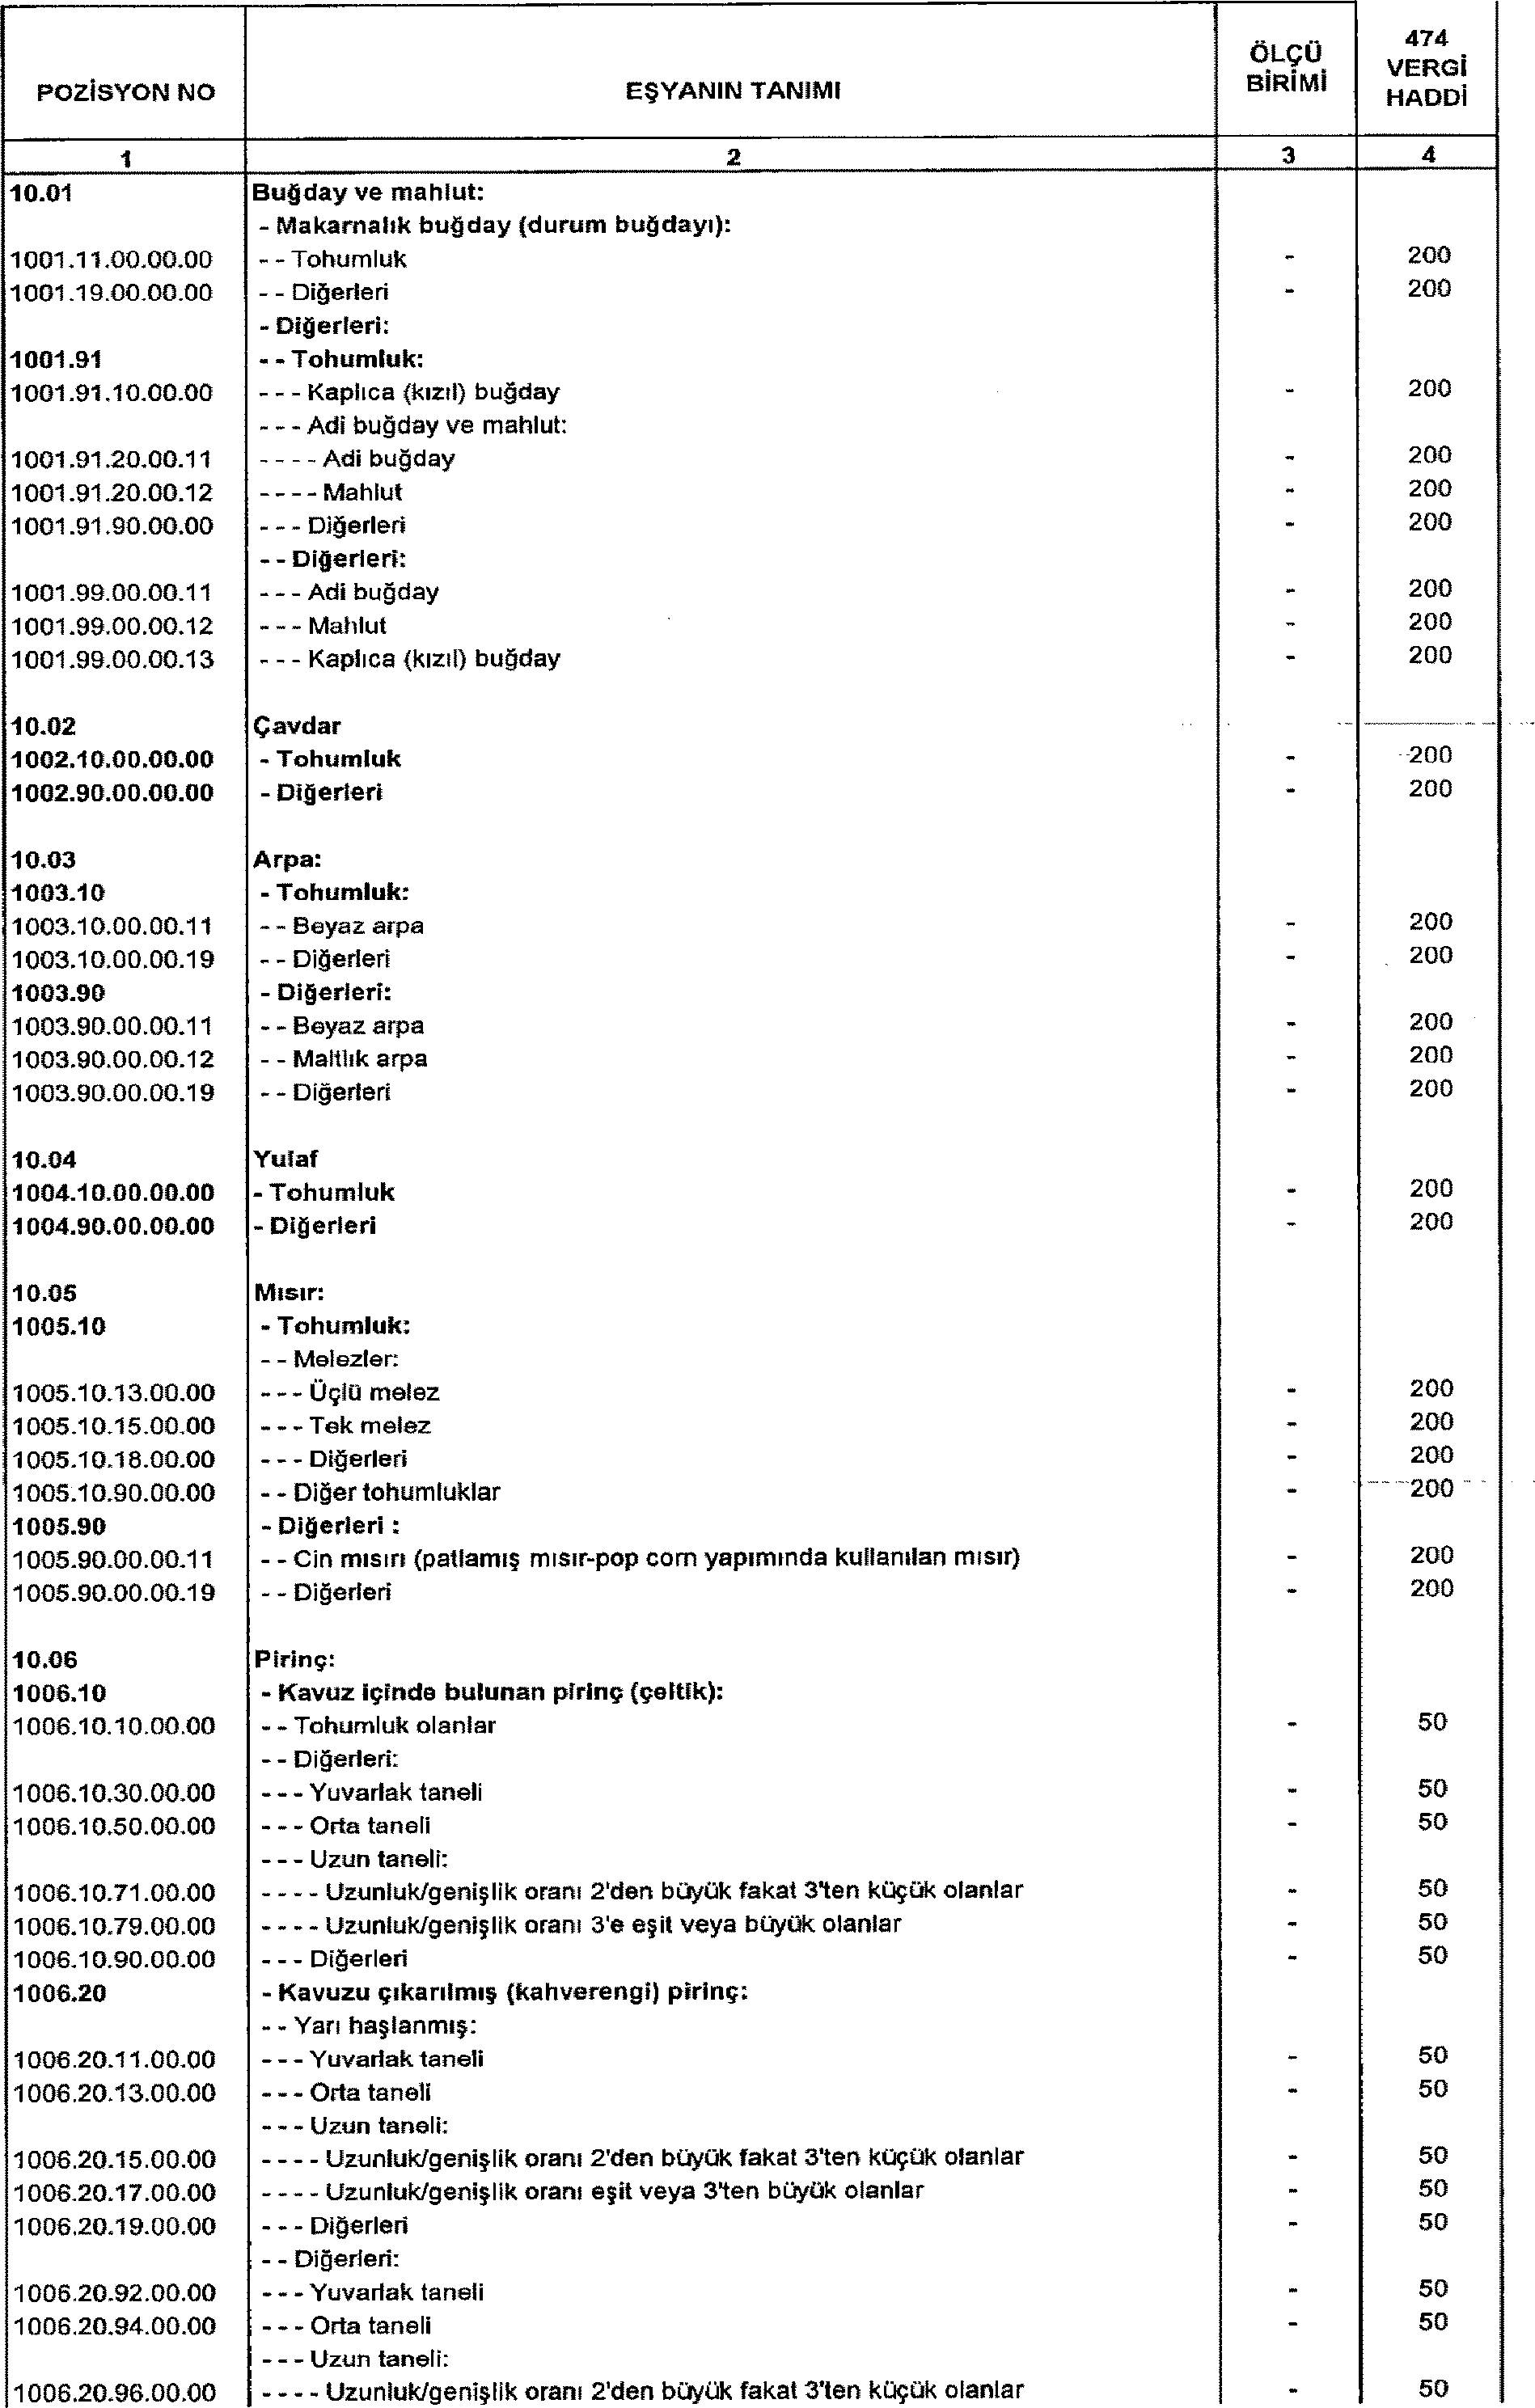 POZİSYON NO EŞYANIN TANIMI ÖLÇÜ BİRİMİ 474 VERGİ HADDİ
1 2 3 4
10.01 Buğday ve mahlut:
- Makarnalık buğday (durum buğdayı):
1001.11.00.00.00 - - Tohumluk - 200
1001.19.00.00.00 - - Diğerleri - 200
- Diğerleri:
1001.91 - - Tohumluk:
1001.91.10.00.00 - - - Kaplıca (kızıl) buğday - 200
- - - Adi buğday ve mahlut:
1001.91.20.00.11 - - - - Adi buğday - 200
1001.91.20.00.12 - - - - Mahlut - 200
1001.91.90.00.00 - - - Diğerleri - 200
- - Diğerleri:
1001.99.00.00.11 - - - Adi buğday - 200
1001.99.00.00.12 - - - Mahlut - 200
1001.99.00.00.13 - - - Kaplıca (kızıl) buğday - 200
10.02 Çavdar
1002.10.00.00.00 - Tohumluk - 200
1002.90.00.00.00 - Diğerleri - 200
10.03 Arpa:
1003.10 - Tohumluk:
1003.10.00.00.11 - - Beyaz arpa - 200
1003.10.00.00.19 - - Diğerleri - 200
1003.90 - Diğerleri:
1003.90.00.00.11 - - Beyaz arpa - 200
1003.90.00.00.12 - - Maltlık arpa - 200
1003.90.00.00.19 - - Diğerleri - 200
10.04 Yulaf
1004.10.00.00.00 - Tohumluk - 200
1004.90.00.00.00 - Diğerleri - 200
10.05 Mısır:
1005.10 - Tohumluk:
- - Melezler:
1005.10.13.00.00 - - - Üçlü melez - 200
1005.10.15.00.00 - - - Tek melez - 200
1005.10.18.00.00 - - - Diğerleri - 200
1005.10.90.00.00 - - Diğer tohumluklar - 200
1005.90 - Diğerleri :
1005.90.00.00.11 - - Cin mısırı (patlamış mısır-pop corn yapımında kullanılan mısır) - 200
1005.90.00.00.19 - - Diğerleri - 200
10.06 Pirinç:
1006.10 - Kavuz içinde bulunan pirinç (çeltik):
1006.10.10.00.00 - - Tohumluk olanlar - 50
- - Diğerleri:
1006.10.30.00.00 - - - Yuvarlak taneli - 50
1006.10.50.00.00 - - - Orta taneli - 50
- - - Uzun taneli:
1006.10.71.00.00 - - - - Uzunluk/genişlik oranı 2'den büyük fakat 3'ten küçük olanlar - 50
1006.10.79.00.00 - - - - Uzunluk/genişlik oranı 3'e eşit veya büyük olanlar - 50
1006.10.90.00.00 - - - Diğerleri - 50
1006.20 - Kavuzu çıkarılmış (kahverengi) pirinç:
- - Yarı haşlanmış:
1006.20.11.00.00 - - - Yuvarlak taneli - 50
1006.20.13.00.00 - - - Orta taneli - 50
- - - Uzun taneli:
1006.20.15.00.00 - - - - Uzunluk/genişlik oranı 2'den büyük fakat 3'ten küçük olanlar - 50
1006.20.17.00.00 - - - - Uzunluk/genişlik oranı eşit veya 3'ten büyük olanlar - 50
1006.20.19.00.00 - - - Diğerleri - 50
- - Diğerleri:
1006.20.92.00.00 - - - Yuvarlak taneli - 50
1006.20.94.00.00 - - - Orta taneli - 50
- - - Uzun taneli:
1006.20.96.00.00 - - - - Uzunluk/genişlik oranı 2'den büyük fakat 3'ten küçük olanlar - 50